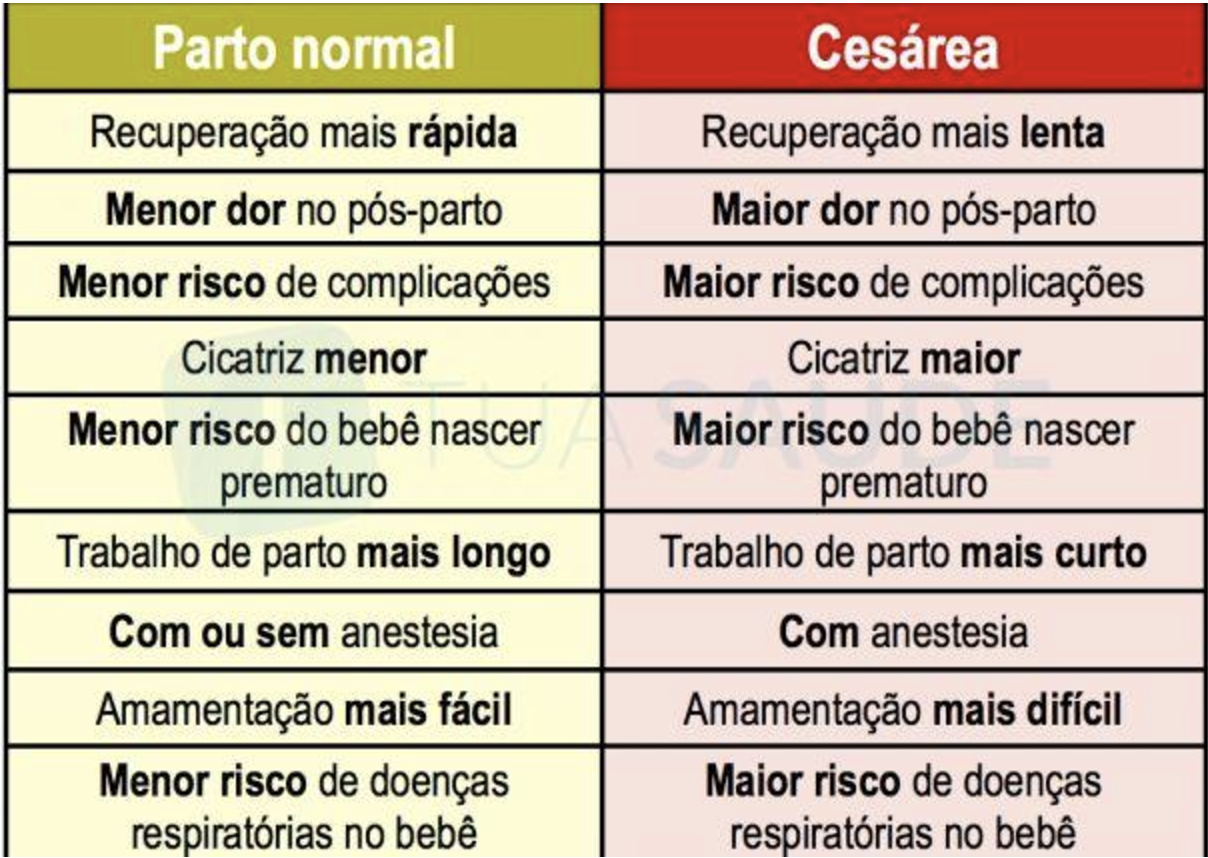 Parto normal
Cesárea
Recuperação mais rápida
Recuperação mais lenta
Menor dor no pós-parto
Maior dor no pós-parto
Menor risco de complicações
Maior risco de complicações
Cicatriz menor
Cicatriz maior
Menor risco do bebê nascer
prematuro
Maior risco do bebê nascer
prematuro
TUA SAÚDE
Trabalho de parto mais longo
Trabalho de parto mais curto
Com ou sem anestesia
Com anestesia
Amamentação mais fácil
Amamentação mais difícil
Menor risco de doenças
respiratórias no bebê
Maior risco de doenças
respiratórias no bebê